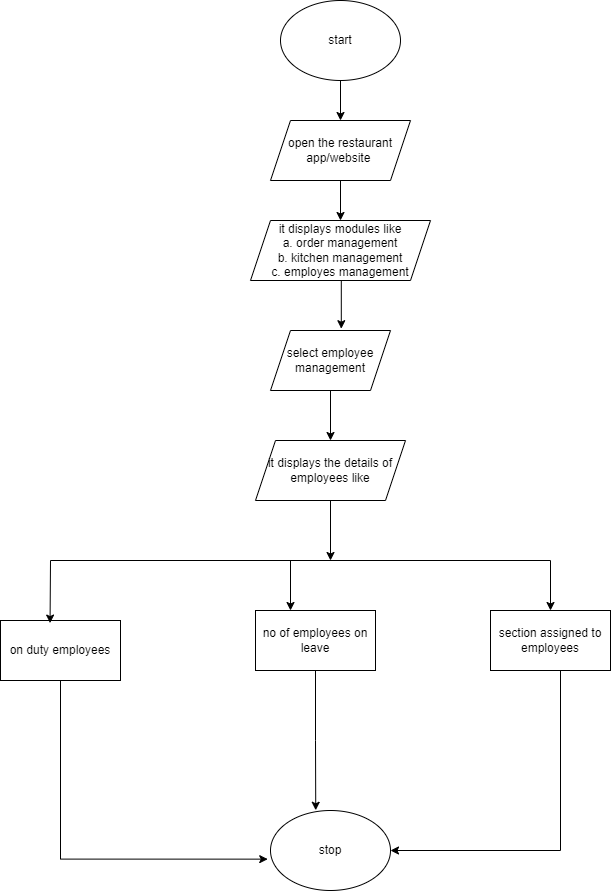 start
open the restaurant
app/website
it displays modules like
a. order management
b. kitchen management
c. employes management
select employee
management
it displays the details of
employees like
on duty employees
no of employees on
leave
section assigned to
employees
stop